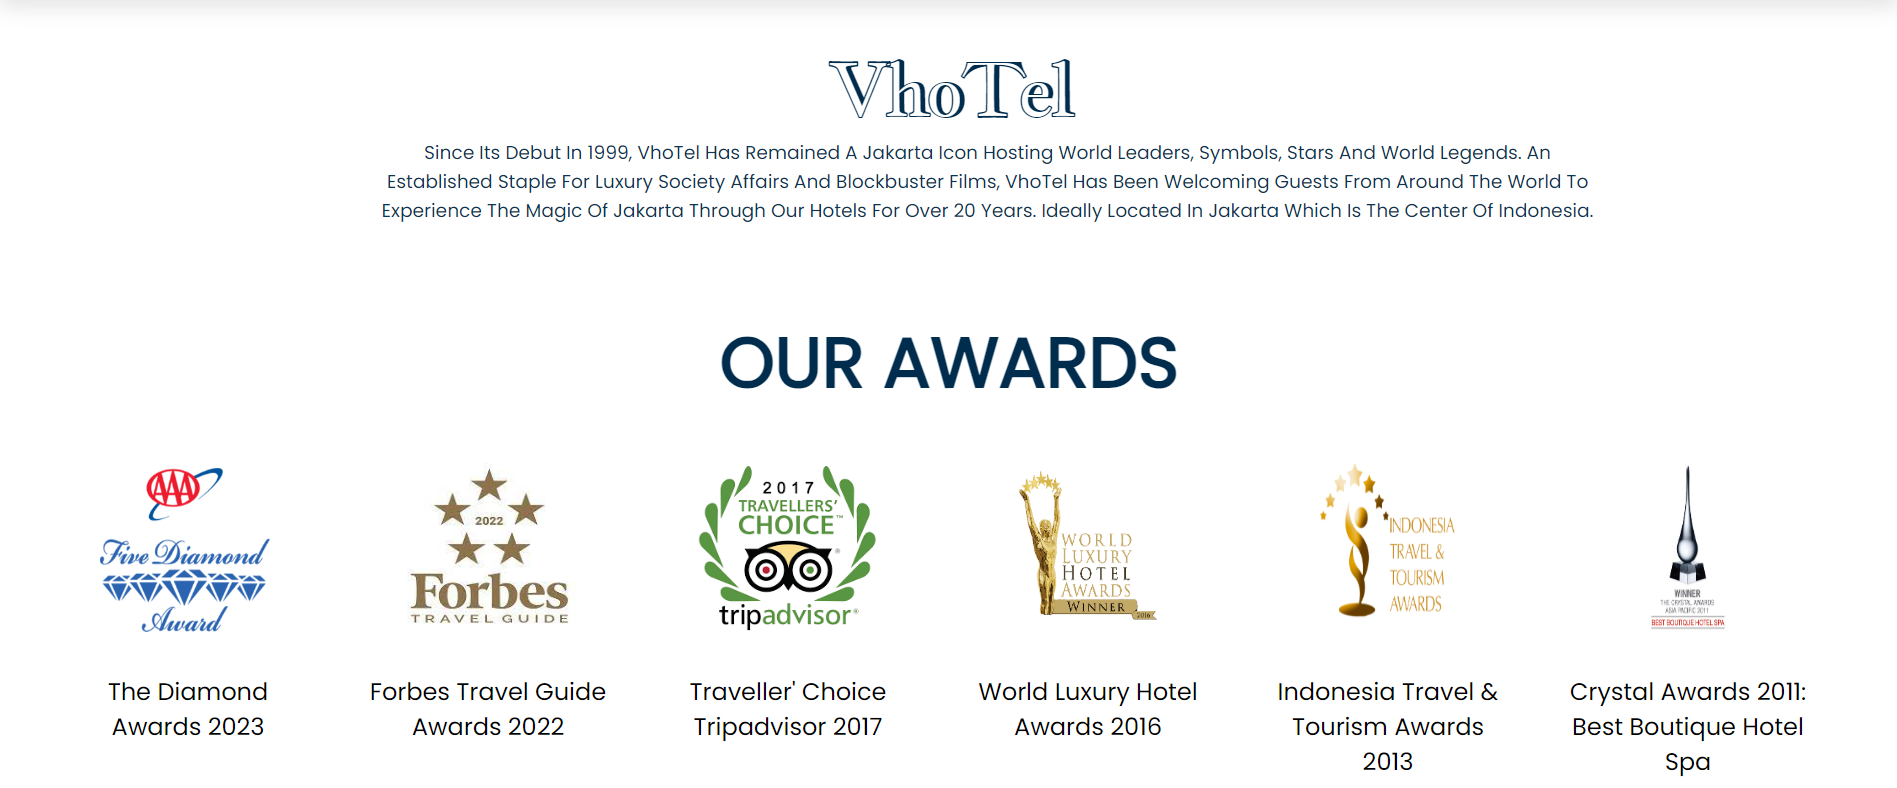 VhoTel
Since Its Debut In 1999, VhoTel Has Remained A Jakarta Icon Hosting World Leaders, Symbols, Stars And World Legends. An
Established Staple For Luxury Society Affairs And Blockbuster Films, VhoTel Has Been Welcoming Guests From Around The World To
Experience The Magic Of Jakarta Through Our Hotels For Over 20 Years. Ideally Located In Jakarta Which Is The Center Of Indonesia.
OUR AWARDS
AAA
Five Diamond
Award
The Diamond
Awards 2023
2022
Forbes
TRAVEL GUIDE
Forbes Travel Guide
Awards 2022
2017
TRAVELLERS'
CHOICE™
tripadvisor®
Traveller' Choice
Tripadvisor 2017
WORLD
LUXURY
HOTEL
AWARDS
WINNER
2016
World Luxury Hotel
Awards 2016
INDONESIA
TRAVEL &
TOURISM
AWARDS
Indonesia Travel &
Tourism Awards
2013
WINNER
THE CRYSTAL AWARDS
ASIA PACIFIC 2011
BEST BOUTIQUE HOTEL SPA
Crystal Awards 2011:
Best Boutique Hotel
Spa